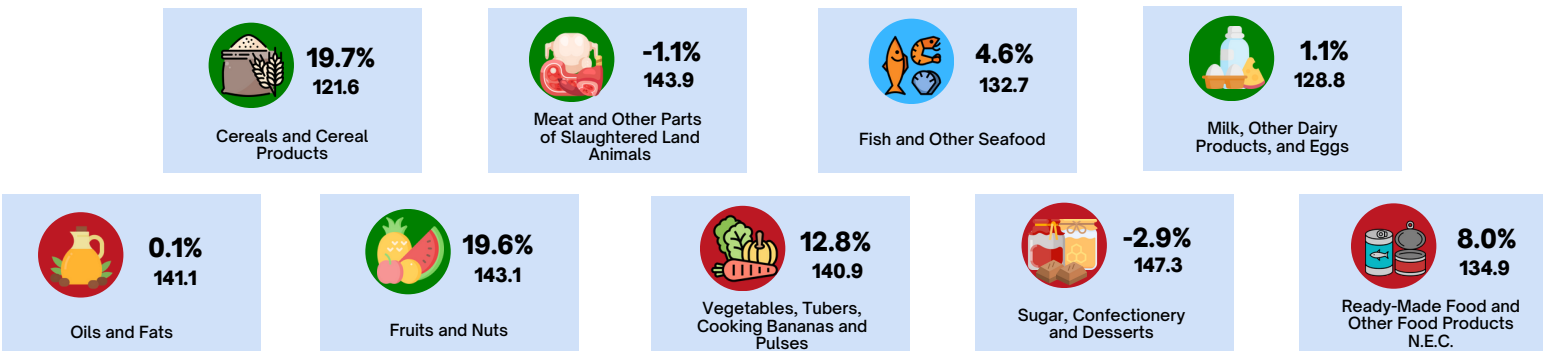 19.7%
121.6
Cereals and Cereal
Products
-1.1%
143.9
Meat and Other Parts
of Slaughtered Land
Animals
4.6%
132.7
Fish and Other Seafood
1.1%
128.8
Milk, Other Dairy
Products, and Eggs
0.1%
141.1
Oils and Fats
19.6%
143.1
Fruits and Nuts
12.8%
140.9
Vegetables, Tubers,
Cooking Bananas and
Pulses
-2.9%
147.3
Sugar, Confectionery
and Desserts
8.0%
134.9
Ready-Made Food and
Other Food Products
N.E.C.